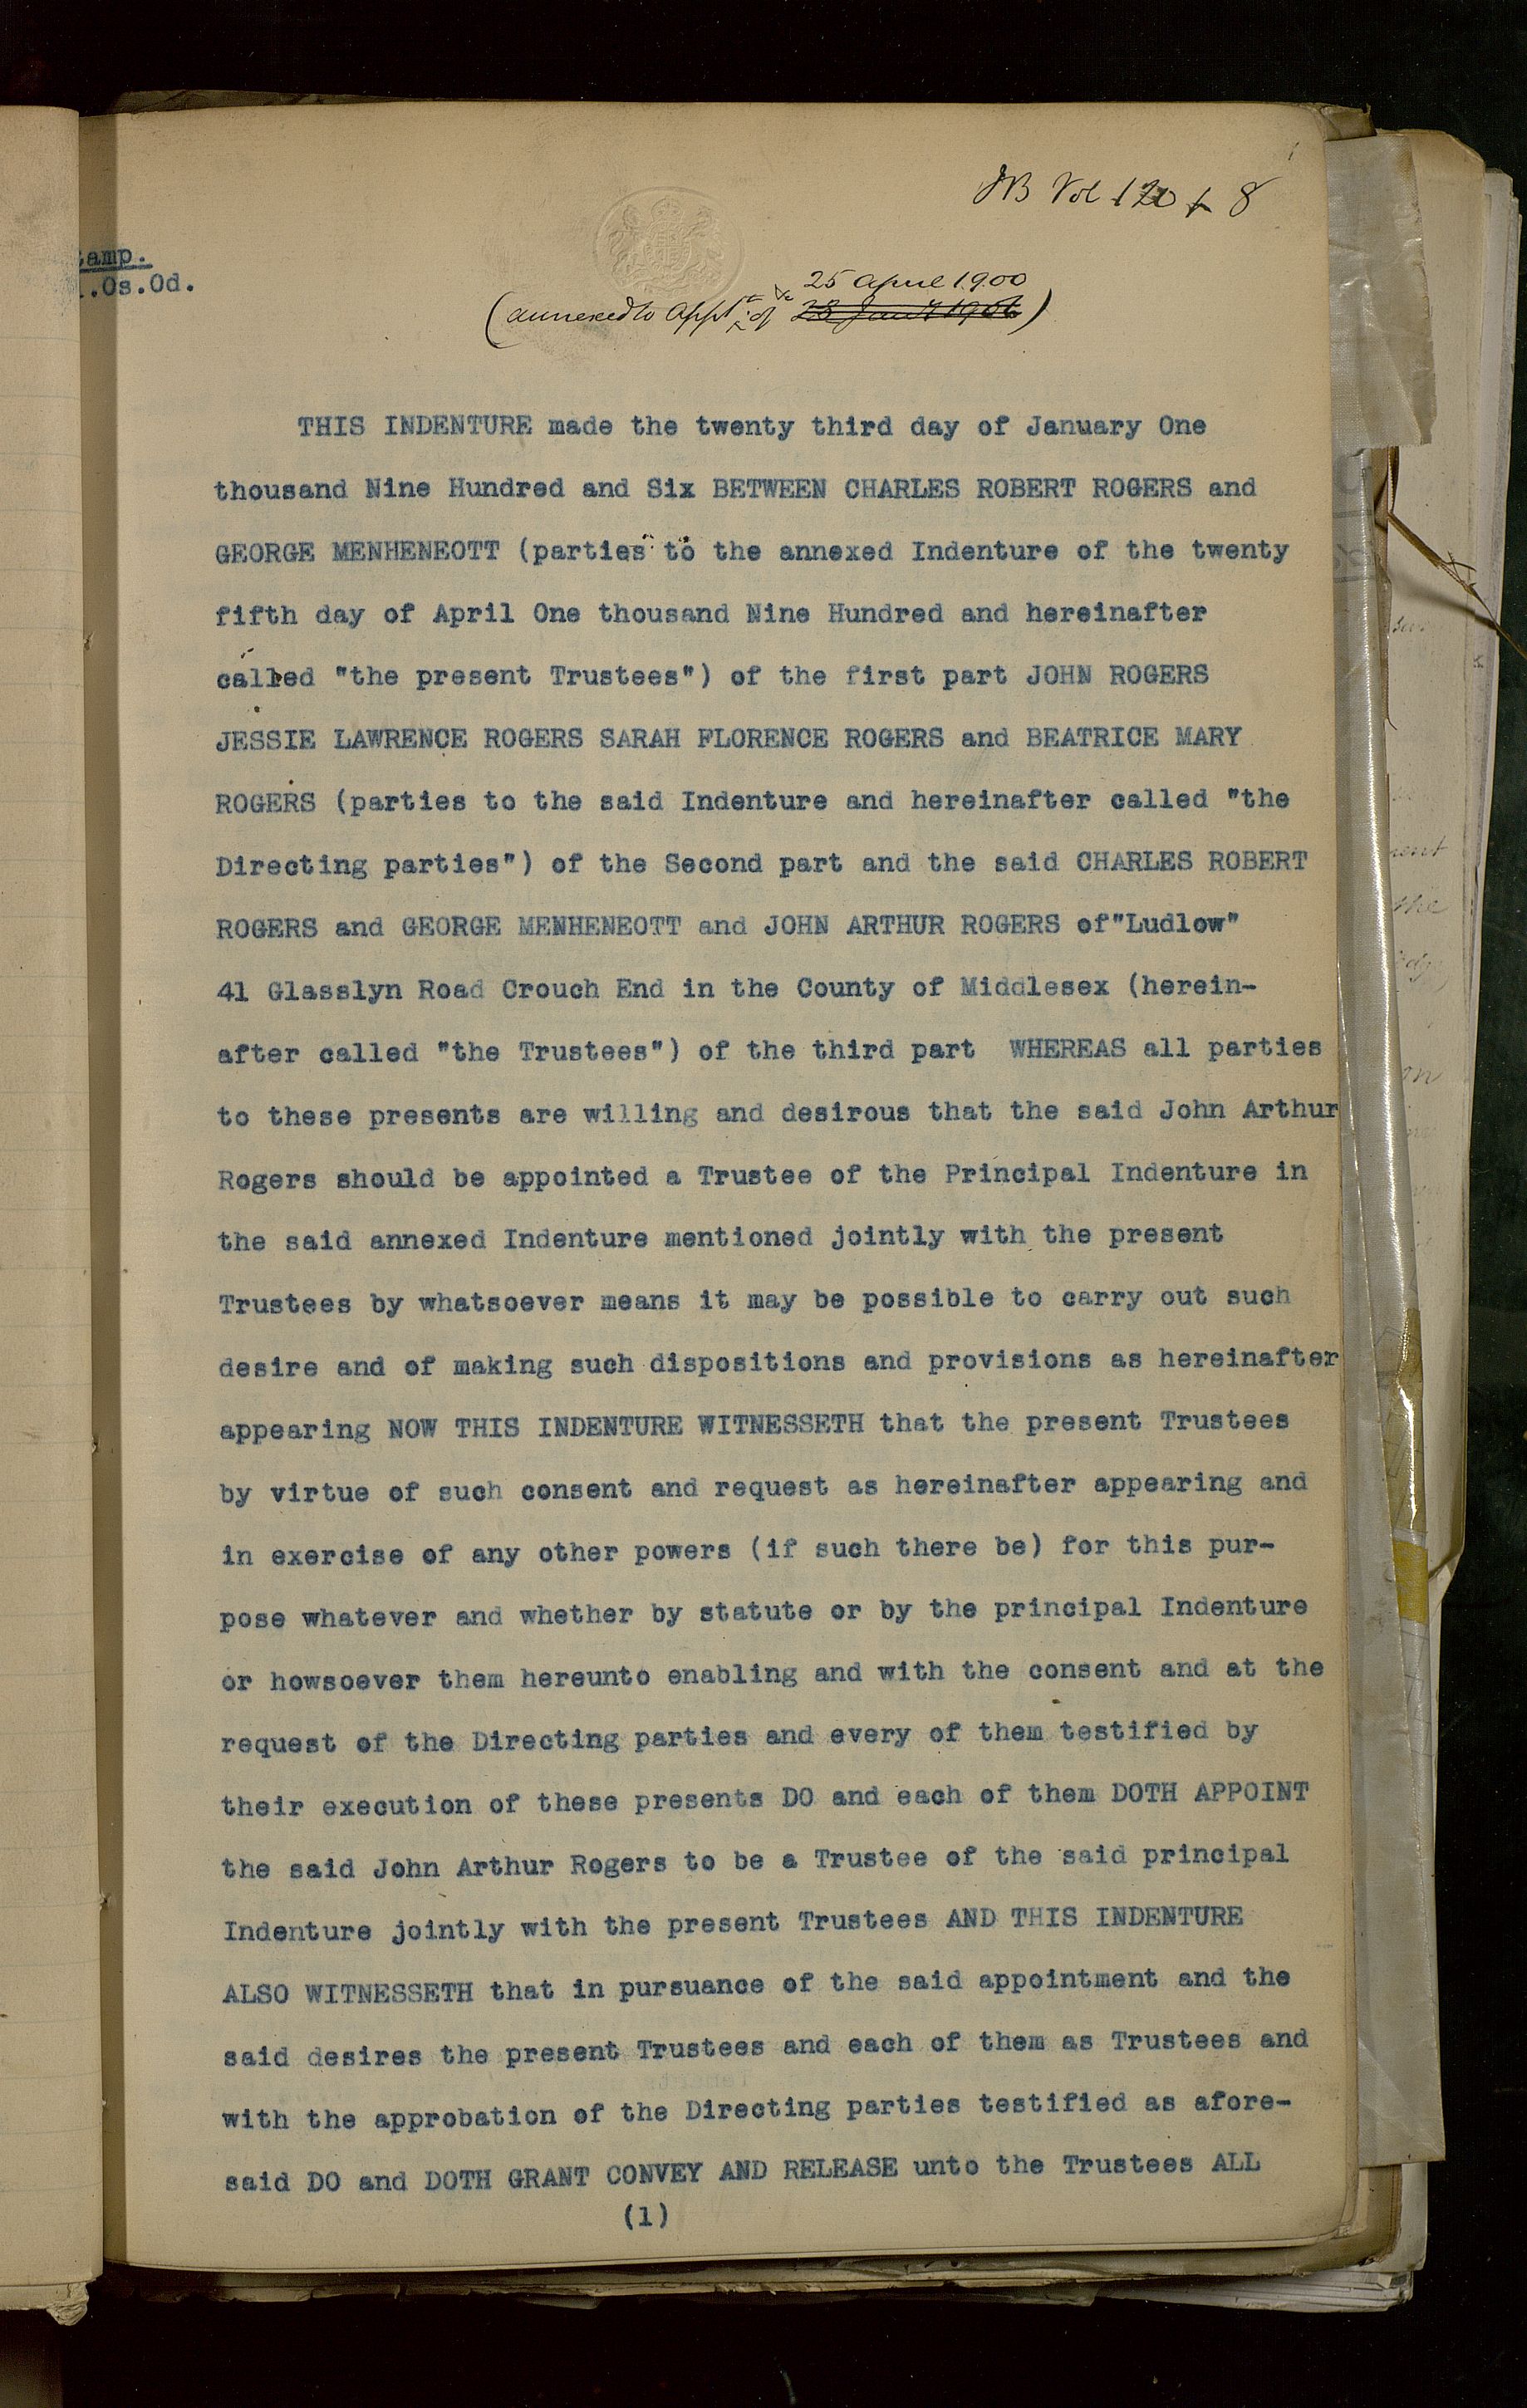 JB Vol 120 f 8
tamp.
.0s.0d.
25 April 1900
(annexed to Appt of 23 Jany 1906)
THIS INDENTURE made the twenty third day of January One
thousand Nine Hundred and Six BETWEEN CHARLES ROBERT ROGERS and
GEORGE MENHENEOTT (parties to the annexed Indenture of the twenty
fifth day of April One thousand Nine Hundred and hereinafter
called "the present Trustees") of the first part JOHN ROGERS
JESSIE LAWRENCE ROGERS SARAH FLORENCE ROGERS and BEATRICE MARY
ROGERS (parties to the said Indenture and hereinafter called "the
Directing parties") of the Second part and the said CHARLES ROBERT
ROGERS and GEORGE MENHENEOTT and JOHN ARTHUR ROGERS of"Ludlow"
41 Glasslyn Road Crouch End in the County of Middlesex (herein-
after called "the Trustees") of the third part WHEREAS all parties
to these presents are willing and desirous that the said John Arthur
Rogers should be appointed a Trustee of the Principal Indenture in
the said annexed Indenture mentioned jointly with the present
Trustees by whatsoever means it may be possible to carry out such
desire and of making such dispositions and provisions as hereinafter
appearing NOW THIS INDENTURE WITNESSETH that the present Trustees
by virtue of such consent and request as hereinafter appearing and
in exercise of any other powers (if such there be) for this pur-
pose whatever and whether by statute or by the principal Indenture
or howsoever them hereunto enabling and with the consent and at the
request of the Directing parties and every of them testified by
their execution of these presents DO and each of them DOTH APPOINT
the said John Arthur Rogers to be a Trustee of the said principal
Indenture jointly with the present Trustees AND THIS INDENTURE
ALSO WITNESSETH that in pursuance of the said appointment and the
said desires the present Trustees and each of them as Trustees and
with the approbation of the Directing parties testified as afore-
said DO and DOTH GRANT CONVEY AND RELEASE unto the Trustees ALL
(1)